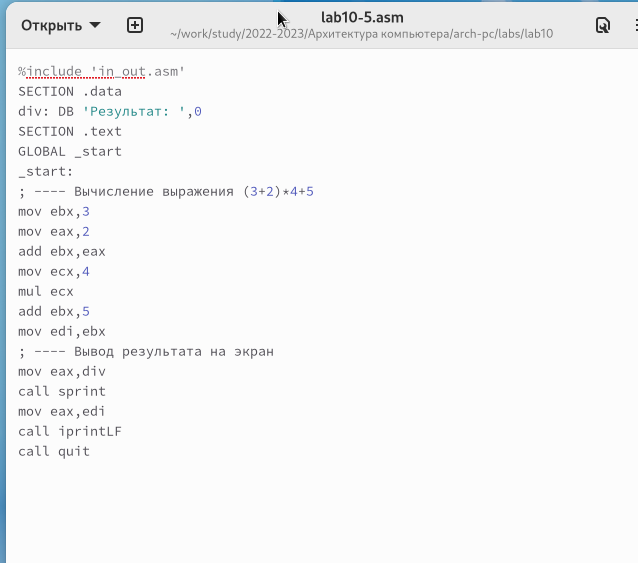 Открыть
lab10-5.asm
~/work/study/2022-2023/Архитектура компьютера/arch-pc/labs/lab10
%include 'in_out.asm'
SECTION .data
div: DB 'Результат: ',0
SECTION .text
GLOBAL _start
_start:
; ---- Вычисление выражения (3+2)*4+5
mov ebx,3
mov eax,2
add ebx,eax
mov ecx,4
mul ecx
add ebx,5
mov edi,ebx
; ---- Вывод результата на экран
mov eax,div
call sprint
mov eax,edi
call iprintLF
call quit